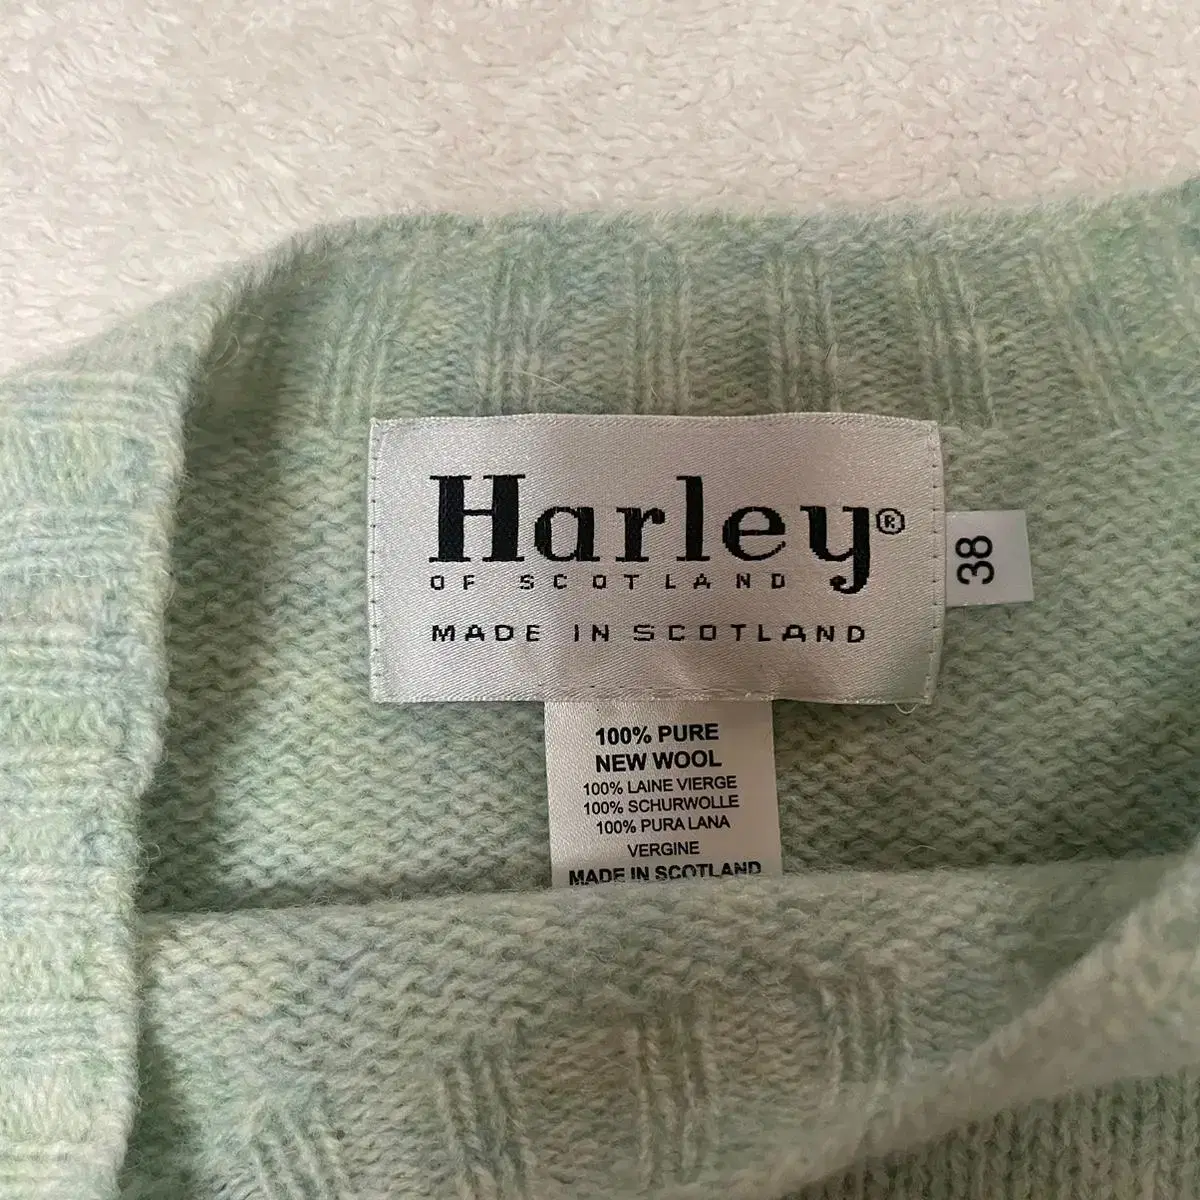 Harley®
OF SCOTLAND
MADE IN SCOTLAND
38
100% PURE
NEW WOOL
100% LAINE VIERGE
100% SCHURWOLLE
100% PURA LANA
VERGINE
MADE IN SCOTLAND